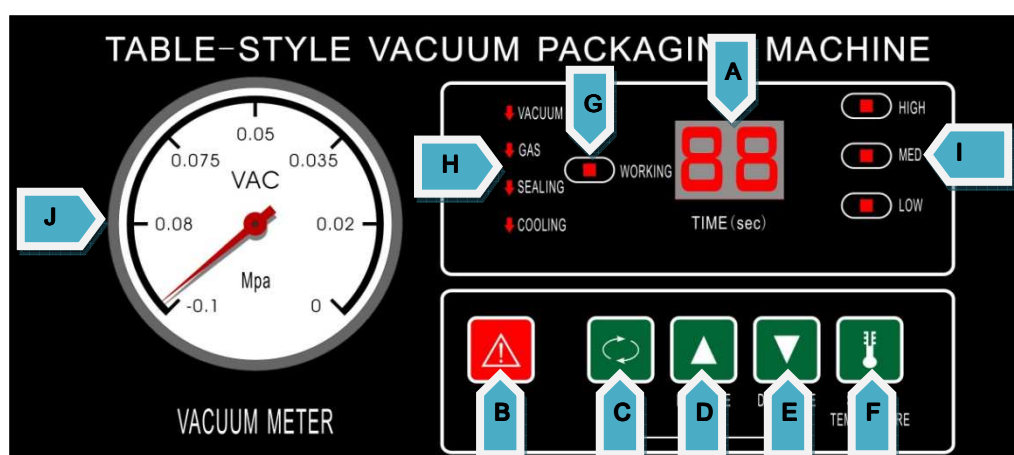 TABLE-STYLE VACUUM PACKAGING MACHINE
A
G
VACUUM
GAS
SEALING
COOLING
H
WORKING
88
TIME(sec)
HIGH
MED
LOW
I
J
0.05
0.075
0.035
VAC
0.08
0.02
Mpa
-0.1
0
VACUUM METER
B
C
D
E
F